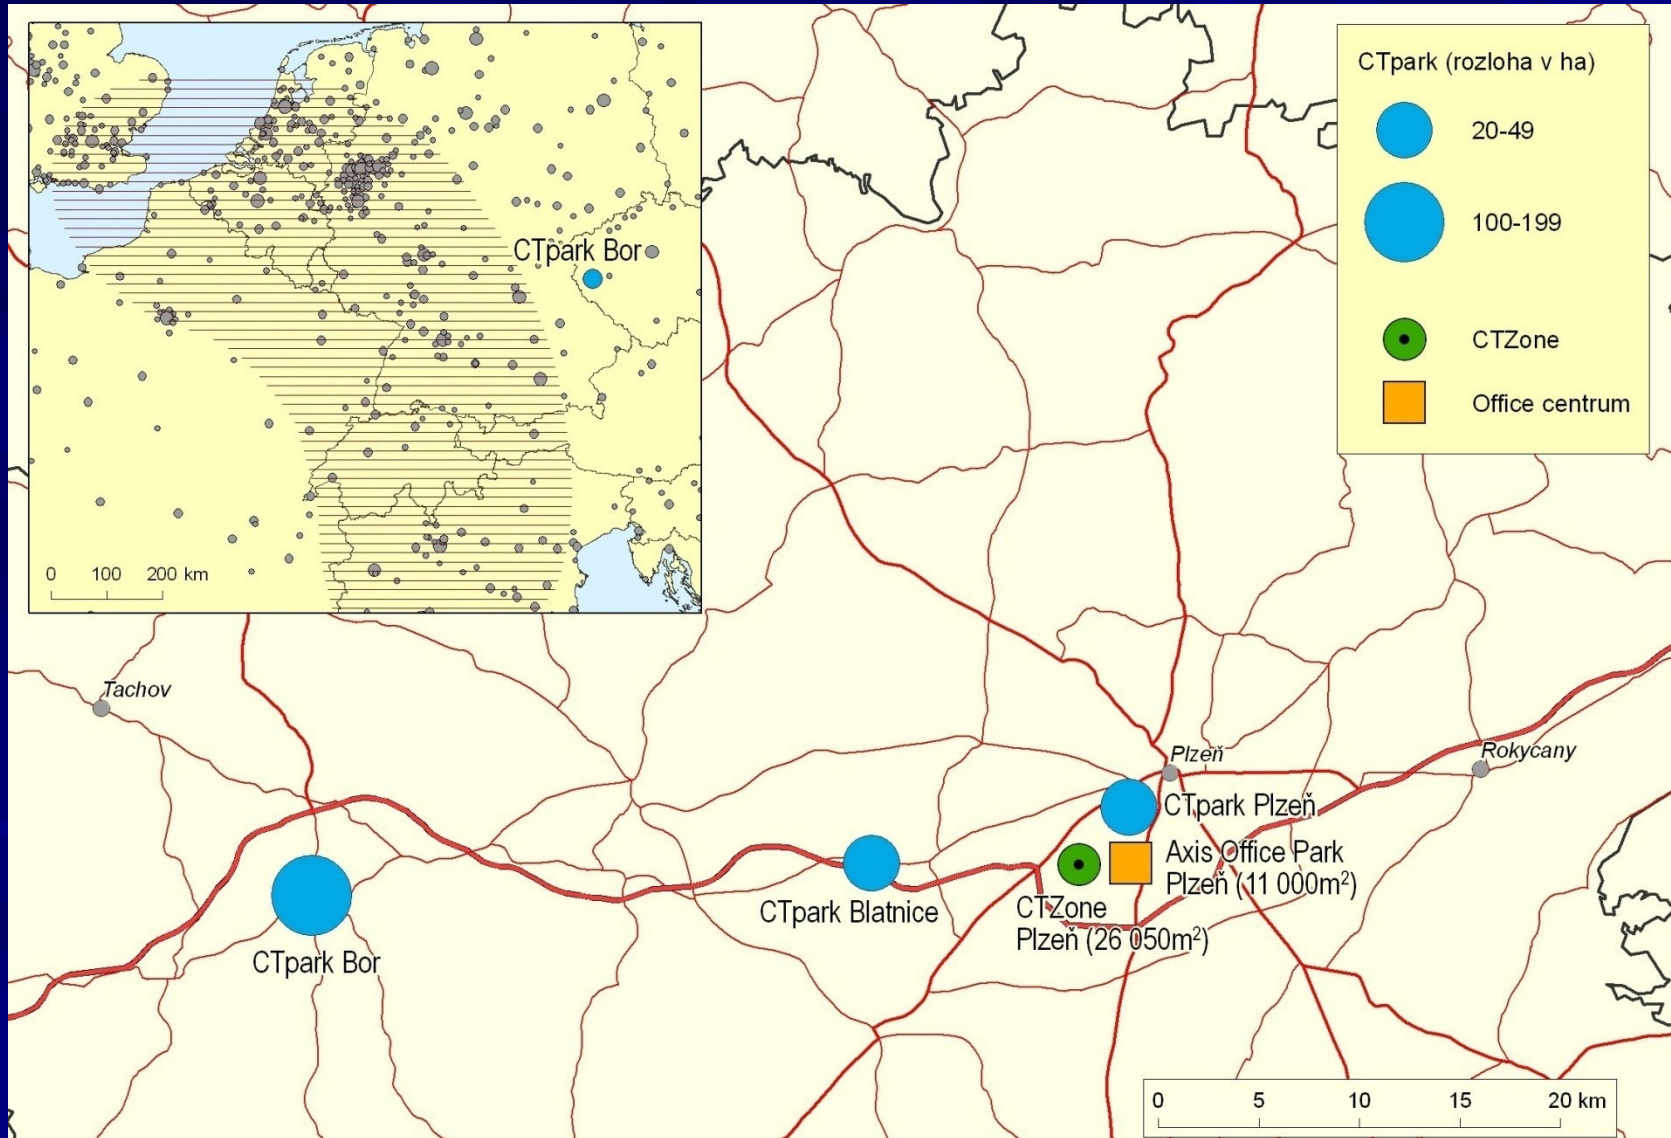 CTpark Bor
0 100 200 km
CTpark (rozloha v ha)
20-49
100-199
CTZone
Office centrum
Tachov
Plzeň
Rokycany
CTpark Plzeň
Axis Office Park
Plzeň (11 000m²)
CTpark Blatnice
CTZone
Plzeň (26 050m²)
CTpark Bor
0 5 10 15 20 km